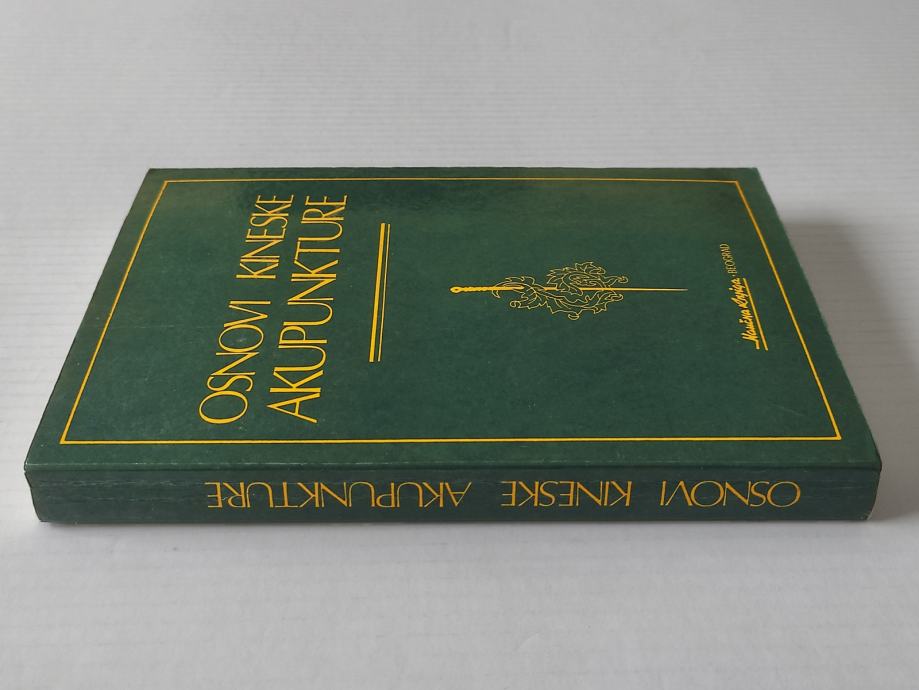 OSNOVI KINESKE
AKUPUNKTURE
Naučna knjiga · BEOGRAD
OSNOVI KINESKE AKUPUNKTURE